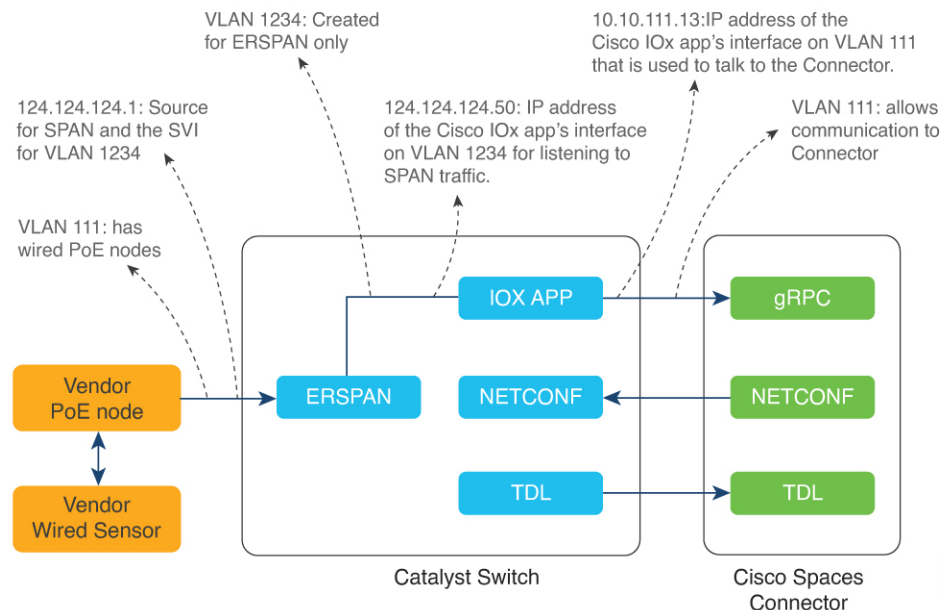 VLAN 1234: Created
for ERSPAN only
10.10.111.13:IP address of the
Cisco IOx app's interface on VLAN 111
that is used to talk to the Connector.
124.124.124.1: Source
for SPAN and the SVI
for VLAN 1234
124.124.124.50: IP address
of the Cisco IOx app's interface
on VLAN 1234 for listening to
SPAN traffic.
VLAN 111: allows
communication to
Connector
VLAN 111: has
wired PoE nodes
IOX APP
gRPC
Vendor
PoE node
ERSPAN
NETCONF
NETCONF
Vendor
Wired Sensor
TDL
TDL
Catalyst Switch
Cisco Spaces
Connector